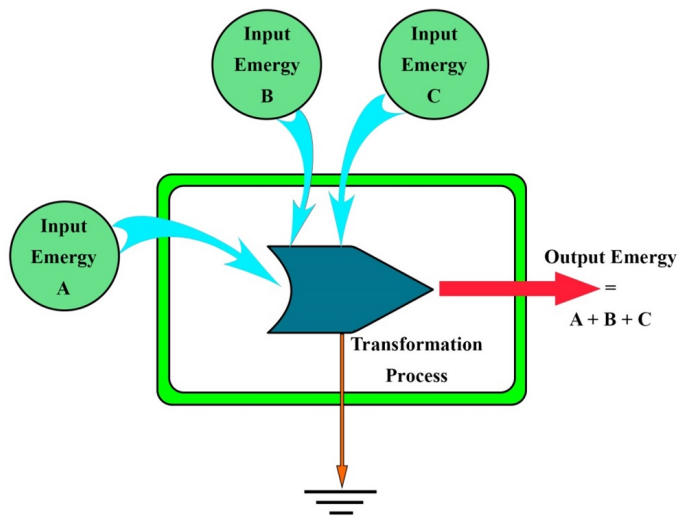 Input
Emergy
B
Input
Emergy
C
Input
Emergy
A
Output Emergy
=
A + B + C
Transformation
Process